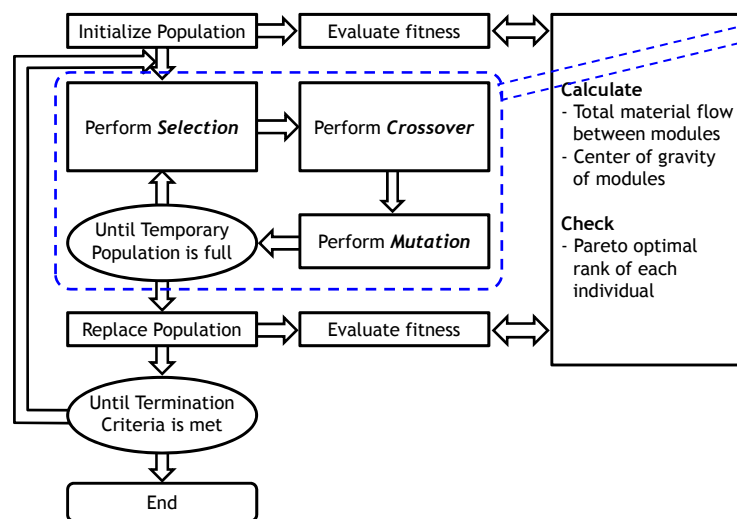 Initialize Population
Evaluate fitness
Perform Selection
Perform Crossover
Until Temporary
Population is full
Perform Mutation
Replace Population
Evaluate fitness
Until Termination
Criteria is met
End
Calculate
- Total material flow
between modules
- Center of gravity
of modules
Check
- Pareto optimal
rank of each
individual